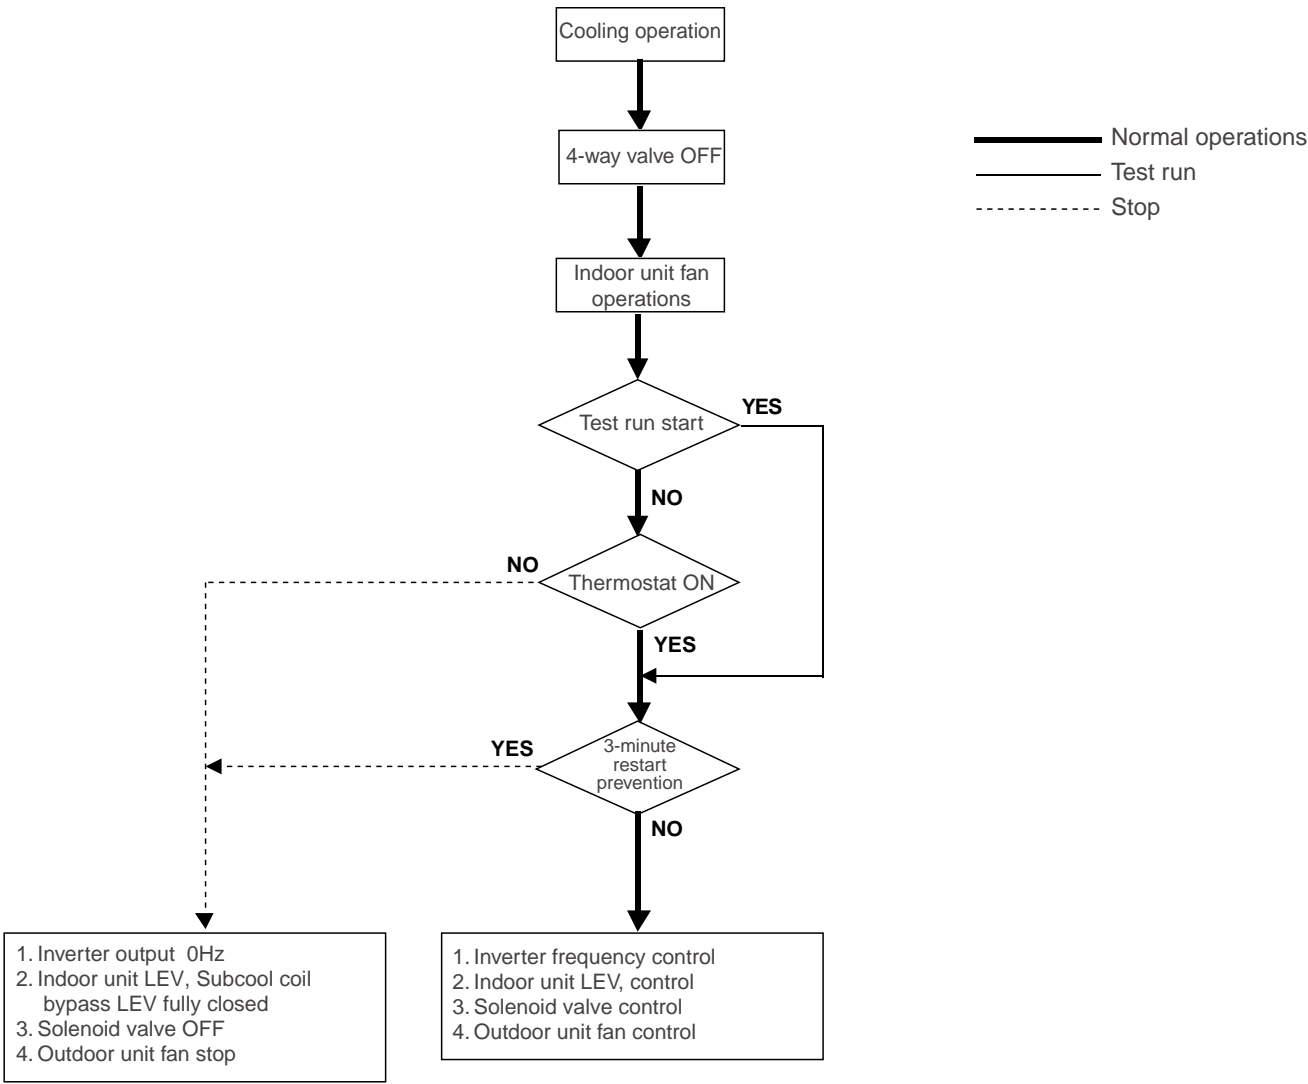 Cooling operation
Normal operations
4-way valve OFF
Test run
Stop
Indoor unit fan
operations
YES
Test run start
NO
NO
Thermostat ON
YES
YES
3-minute
restart
prevention
NO
1. Inverter output 0Hz
2. Indoor unit LEV, Subcool coil
bypass LEV fully closed
3. Solenoid valve OFF
4. Outdoor unit fan stop
1. Inverter frequency control
2. Indoor unit LEV, control
3. Solenoid valve control
4. Outdoor unit fan control